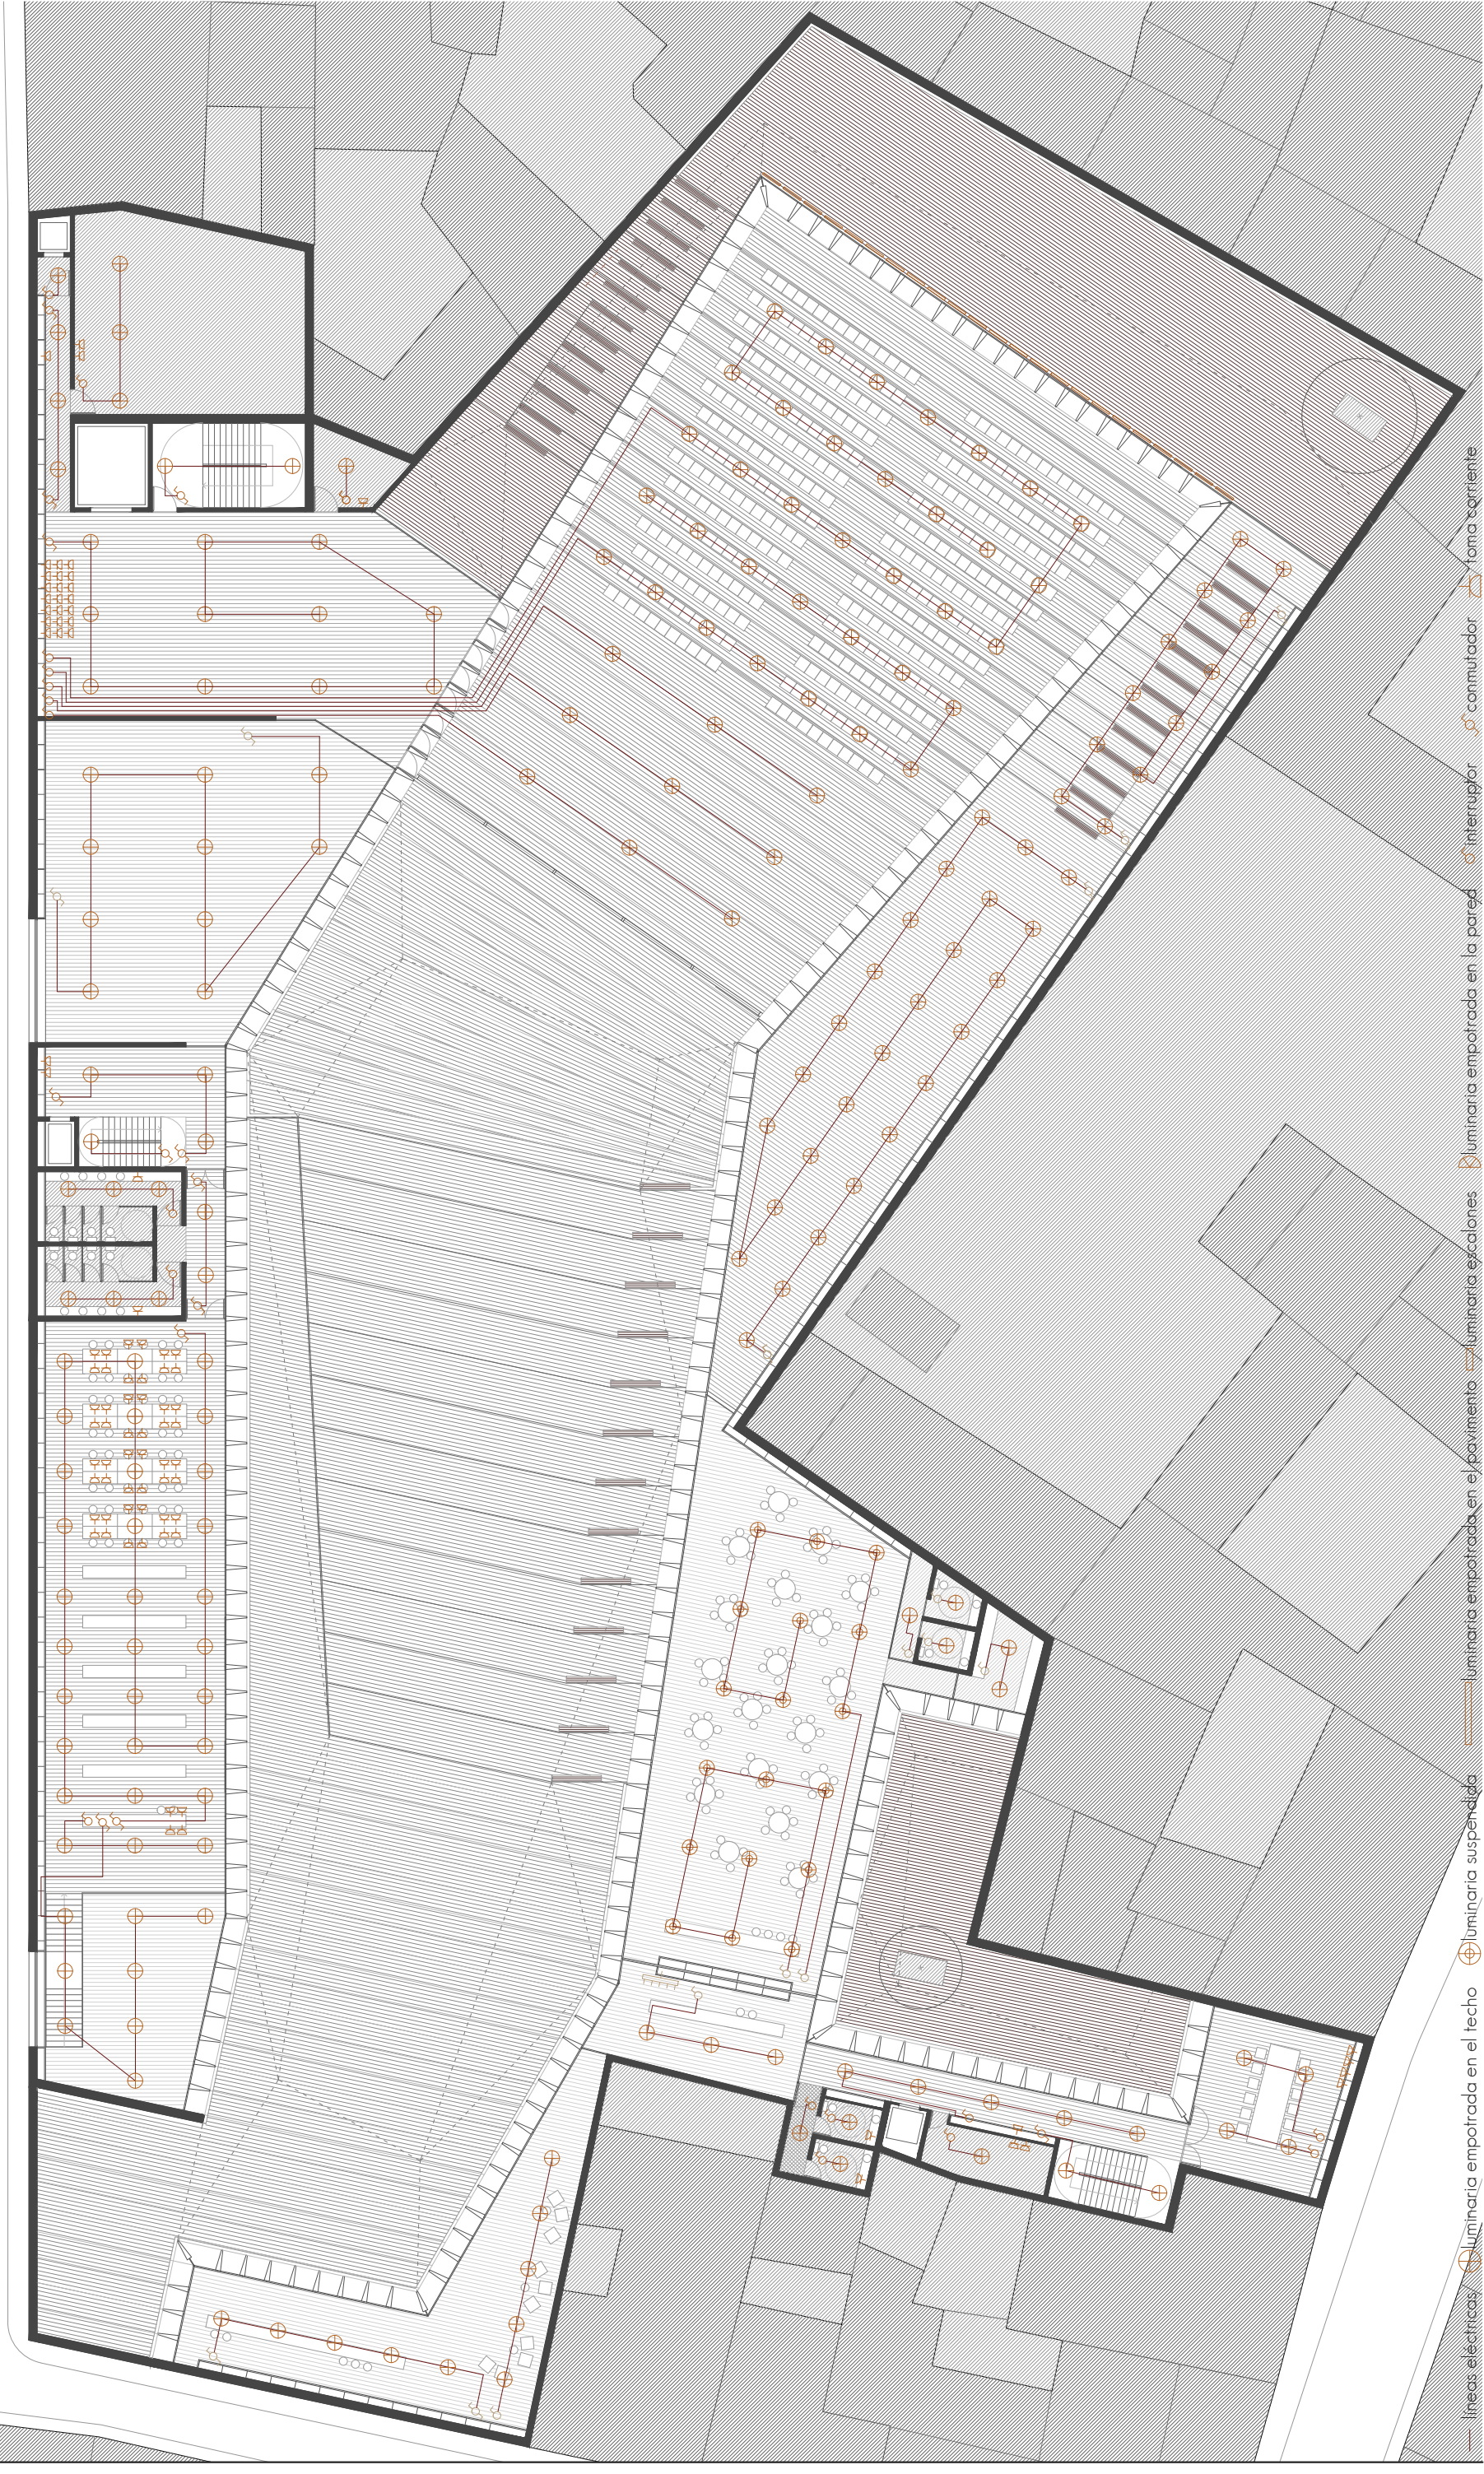 líneas eléctricas luminaria empotrada en el techo luminaria suspendida luminaria empotrada en el pavimento luminaria escalones luminaria empotrada en la pared interruptor conmutador toma corriente